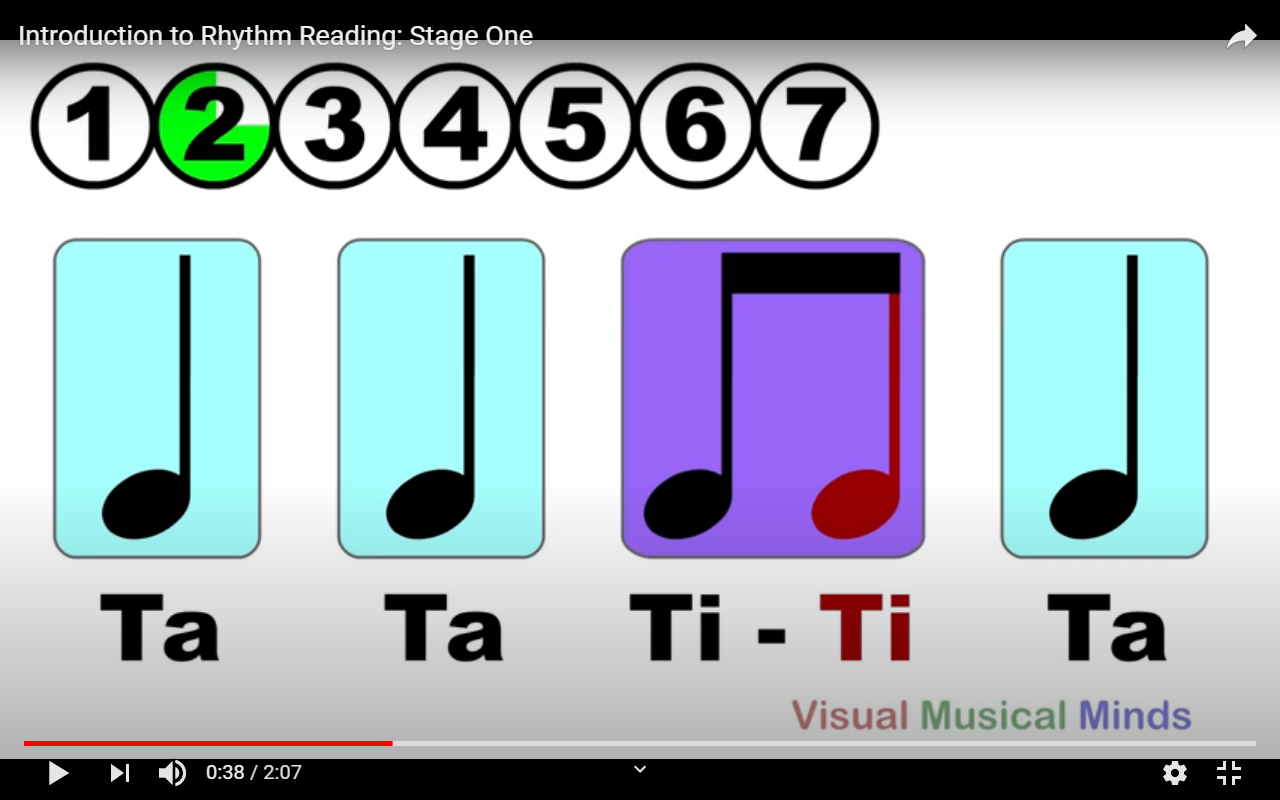 Introduction to Rhythm Reading: Stage One
1 2 3 4 5 6 7
Ta Ta Ti - Ti Ta
Visual Musical Minds
0:38 / 2:07